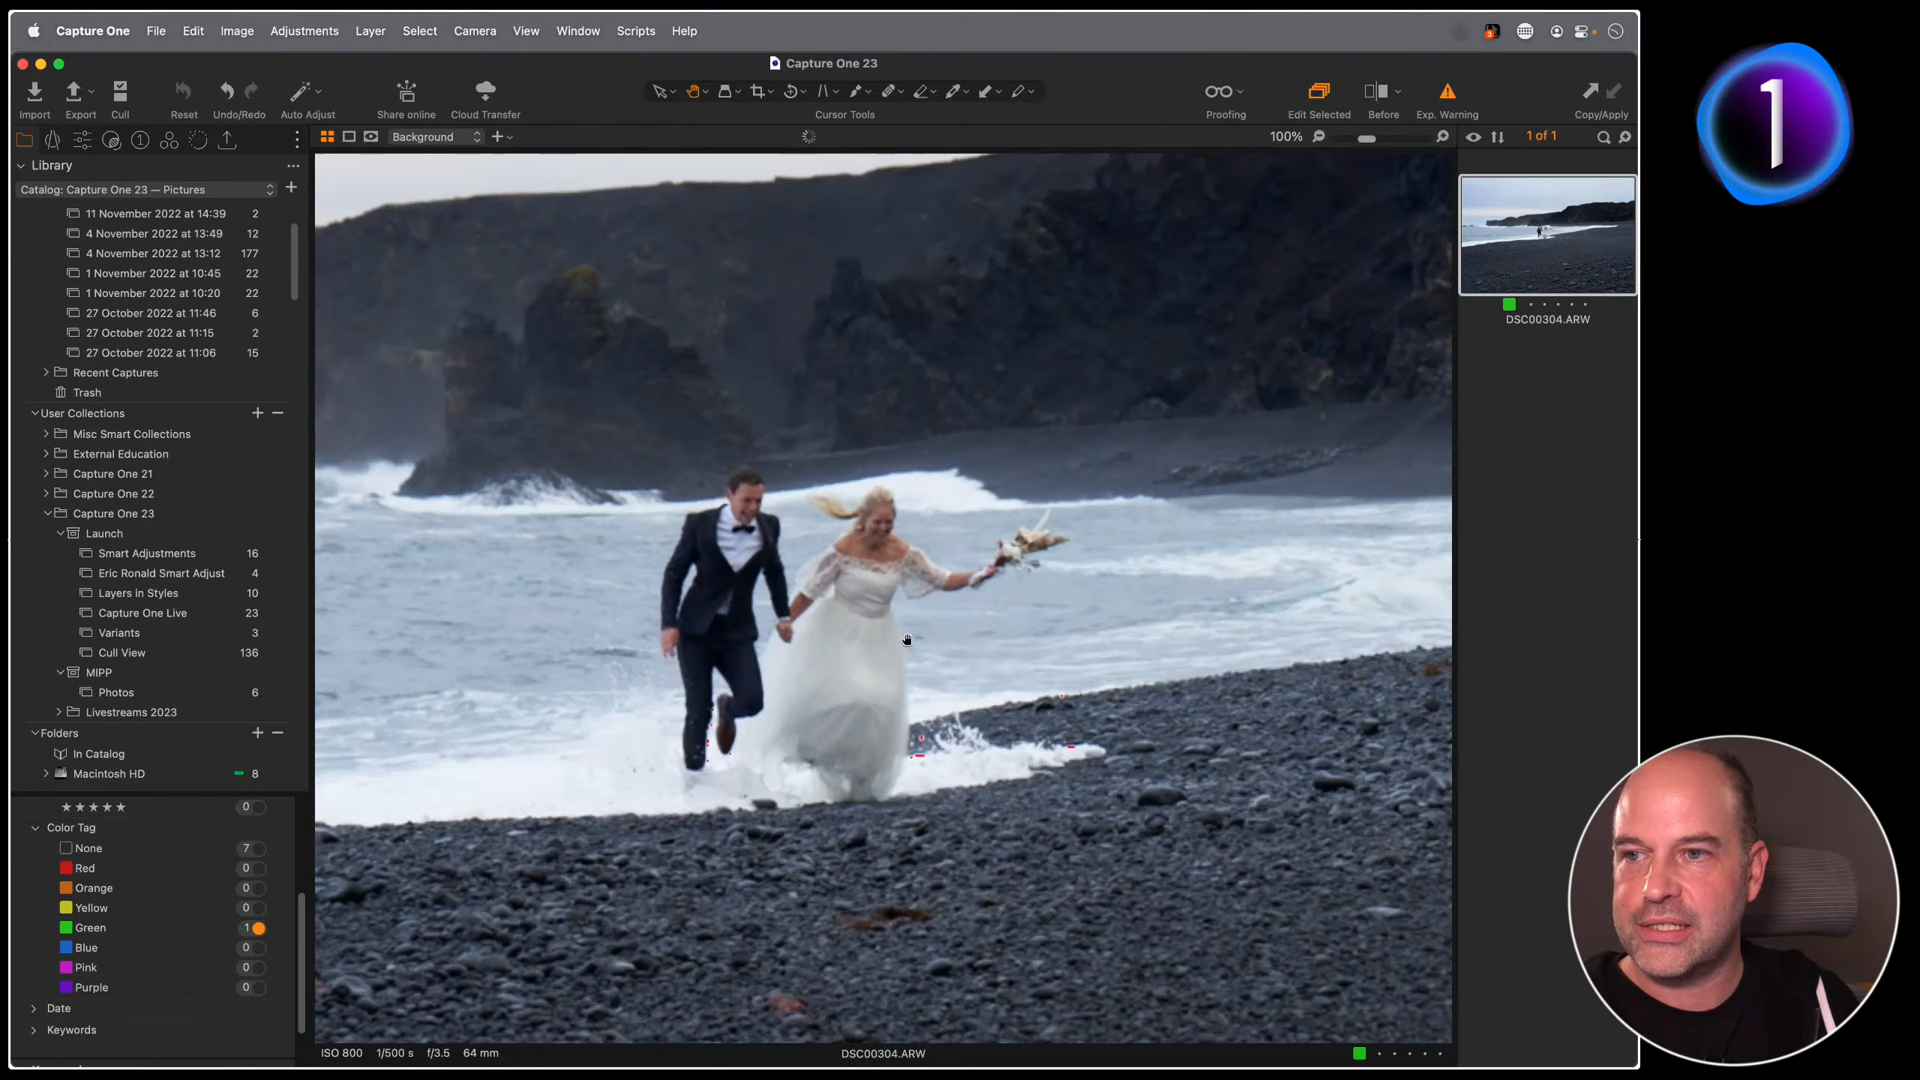 Capture One File Edit Image Adjustments Layer Select Camera View Window Scripts Help
3
Capture One 23
Import Export Cull Reset Undo/Redo Auto Adjust Share online Cloud Transfer Cursor Tools Proofing Edit Selected Before Exp. Warning Copy/Apply
Background 100% 1 of 1
Library
Catalog: Capture One 23 — Pictures
11 November 2022 at 14:39 2
4 November 2022 at 13:49 12
4 November 2022 at 13:12 177
1 November 2022 at 10:45 22
1 November 2022 at 10:20 22
27 October 2022 at 11:46 6
27 October 2022 at 11:15 2
27 October 2022 at 11:06 15
Recent Captures
Trash
User Collections
Misc Smart Collections
External Education
Capture One 21
Capture One 22
Capture One 23
Launch
Smart Adjustments 16
Eric Ronald Smart Adjust 4
Layers in Styles 10
Capture One Live 23
Variants 3
Cull View 136
MIPP
Photos 6
Livestreams 2023
Folders
In Catalog
Macintosh HD 8
★★★★★ 0
Color Tag
None 7
Red 0
Orange 0
Yellow 0
Green 1
Blue 0
Pink 0
Purple 0
Date
Keywords
ISO 800 1/500 s f/3.5 64 mm
DSC00304.ARW
DSC00304.ARW
1